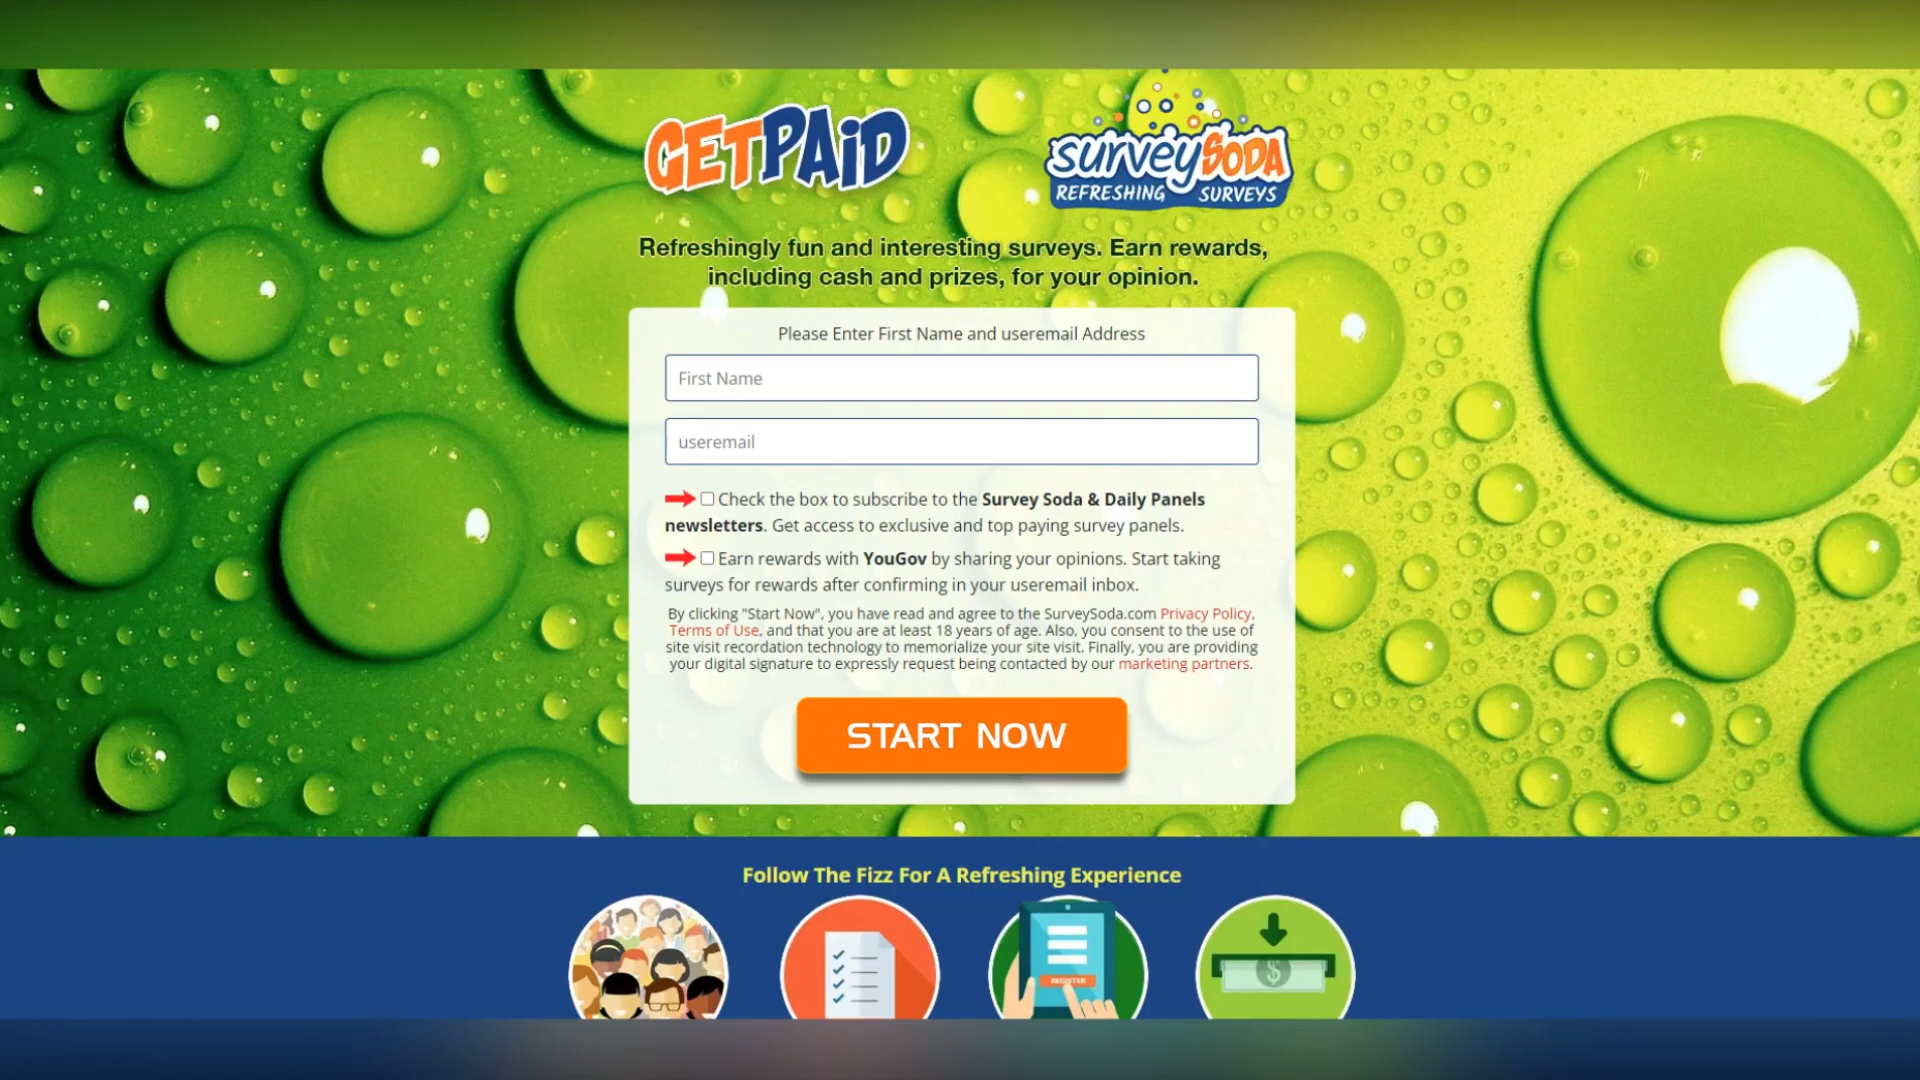 GETPAiD
surveySODA
REFRESHING SURVEYS
Refreshingly fun and interesting surveys. Earn rewards,
including cash and prizes, for your opinion.
Please Enter First Name and useremail Address
First Name
useremail
Check the box to subscribe to the Survey Soda & Daily Panels
newsletters. Get access to exclusive and top paying survey panels.
Earn rewards with YouGov by sharing your opinions. Start taking
surveys for rewards after confirming in your useremail inbox.
By clicking "Start Now", you have read and agree to the SurveySoda.com Privacy Policy,
Terms of Use, and that you are at least 18 years of age. Also, you consent to the use of
site visit recordation technology to memorialize your site visit. Finally, you are providing
your digital signature to expressly request being contacted by our marketing partners.
START NOW
Follow The Fizz For A Refreshing Experience
REGISTER
$